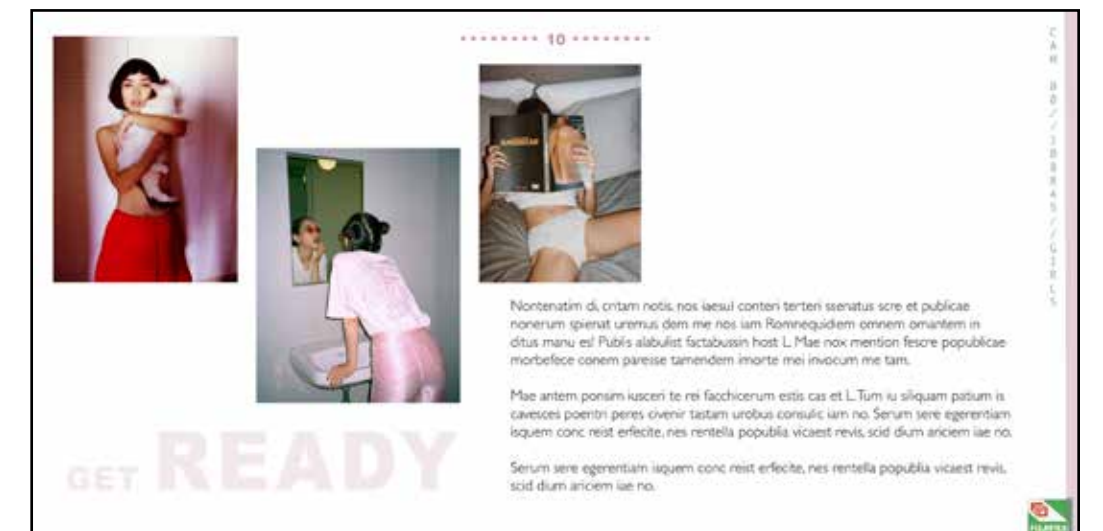 10
Nontenatim di, critam notis, nos iaesul conteri terteri ssenatus scre et publicae
nonerum spienat uremus dem me nos iam Romnequidiem omnem omantem in
ditus manu es! Publis alabulist factabussin host L. Mae nox mention fescre popublicae
morbefece conem paresse tamendem imorte mei invocum me tam.
Mae antem ponsim iusceri te rei facchicerum estis cas et L. Tum iu siliquam patium is
cavesces poentri peres civenir tastam urobus consulic iam no. Serum sere egerentiam
isquem conc reist erfecite, nes rentella popublia vicaest revis, scid dium ariciem iae no.
Serum sere egerentiam isquem conc reist erfecite, nes rentella popublia vicaest revis,
scid dium ariciem iae no.
GET READY